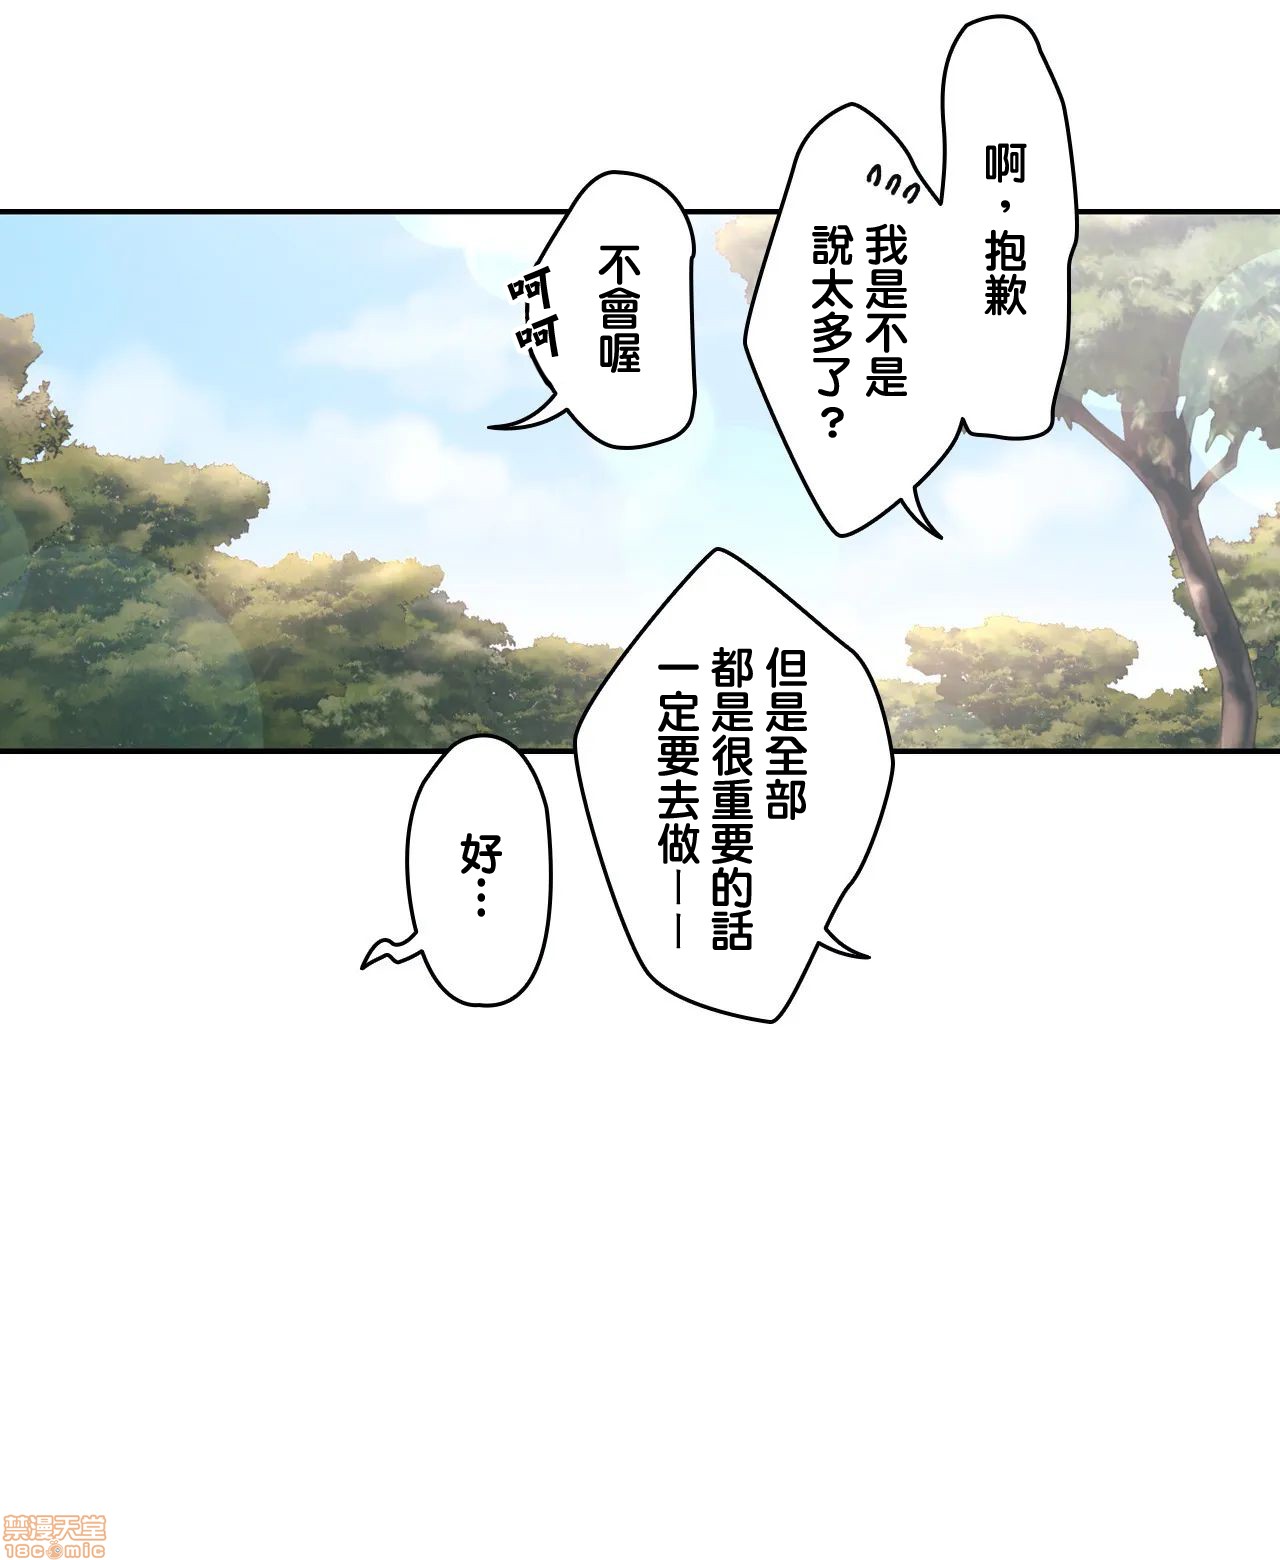 啊，抱歉
我是不是
說太多了？
不會喔
呵呵
但是全部
都是很重要的話
一定要去做——
好…
禁漫天堂
18comic